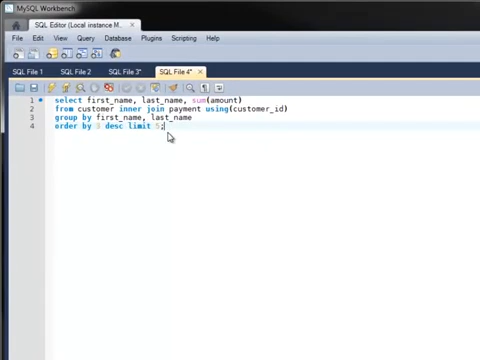 MySQL Workbench
SQL Editor (Local instance M...
File Edit View Query Database Plugins Scripting Help
SQL File 1 SQL File 2 SQL File 3* SQL File 4*
1 select first_name, last_name, sum(amount)
2 from customer inner join payment using(customer_id)
3 group by first_name, last_name
4 order by 3 desc limit 5;